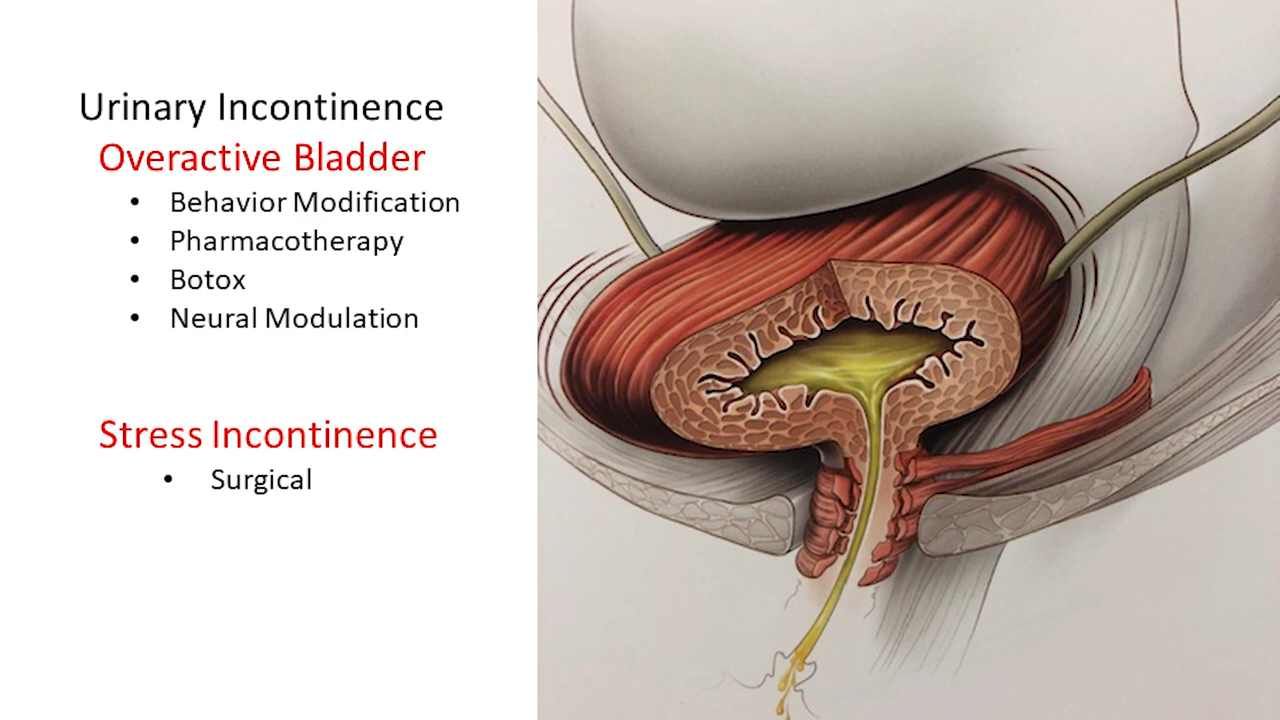 Urinary Incontinence
Overactive Bladder
• Behavior Modification
• Pharmacotherapy
• Botox
• Neural Modulation
Stress Incontinence
• Surgical